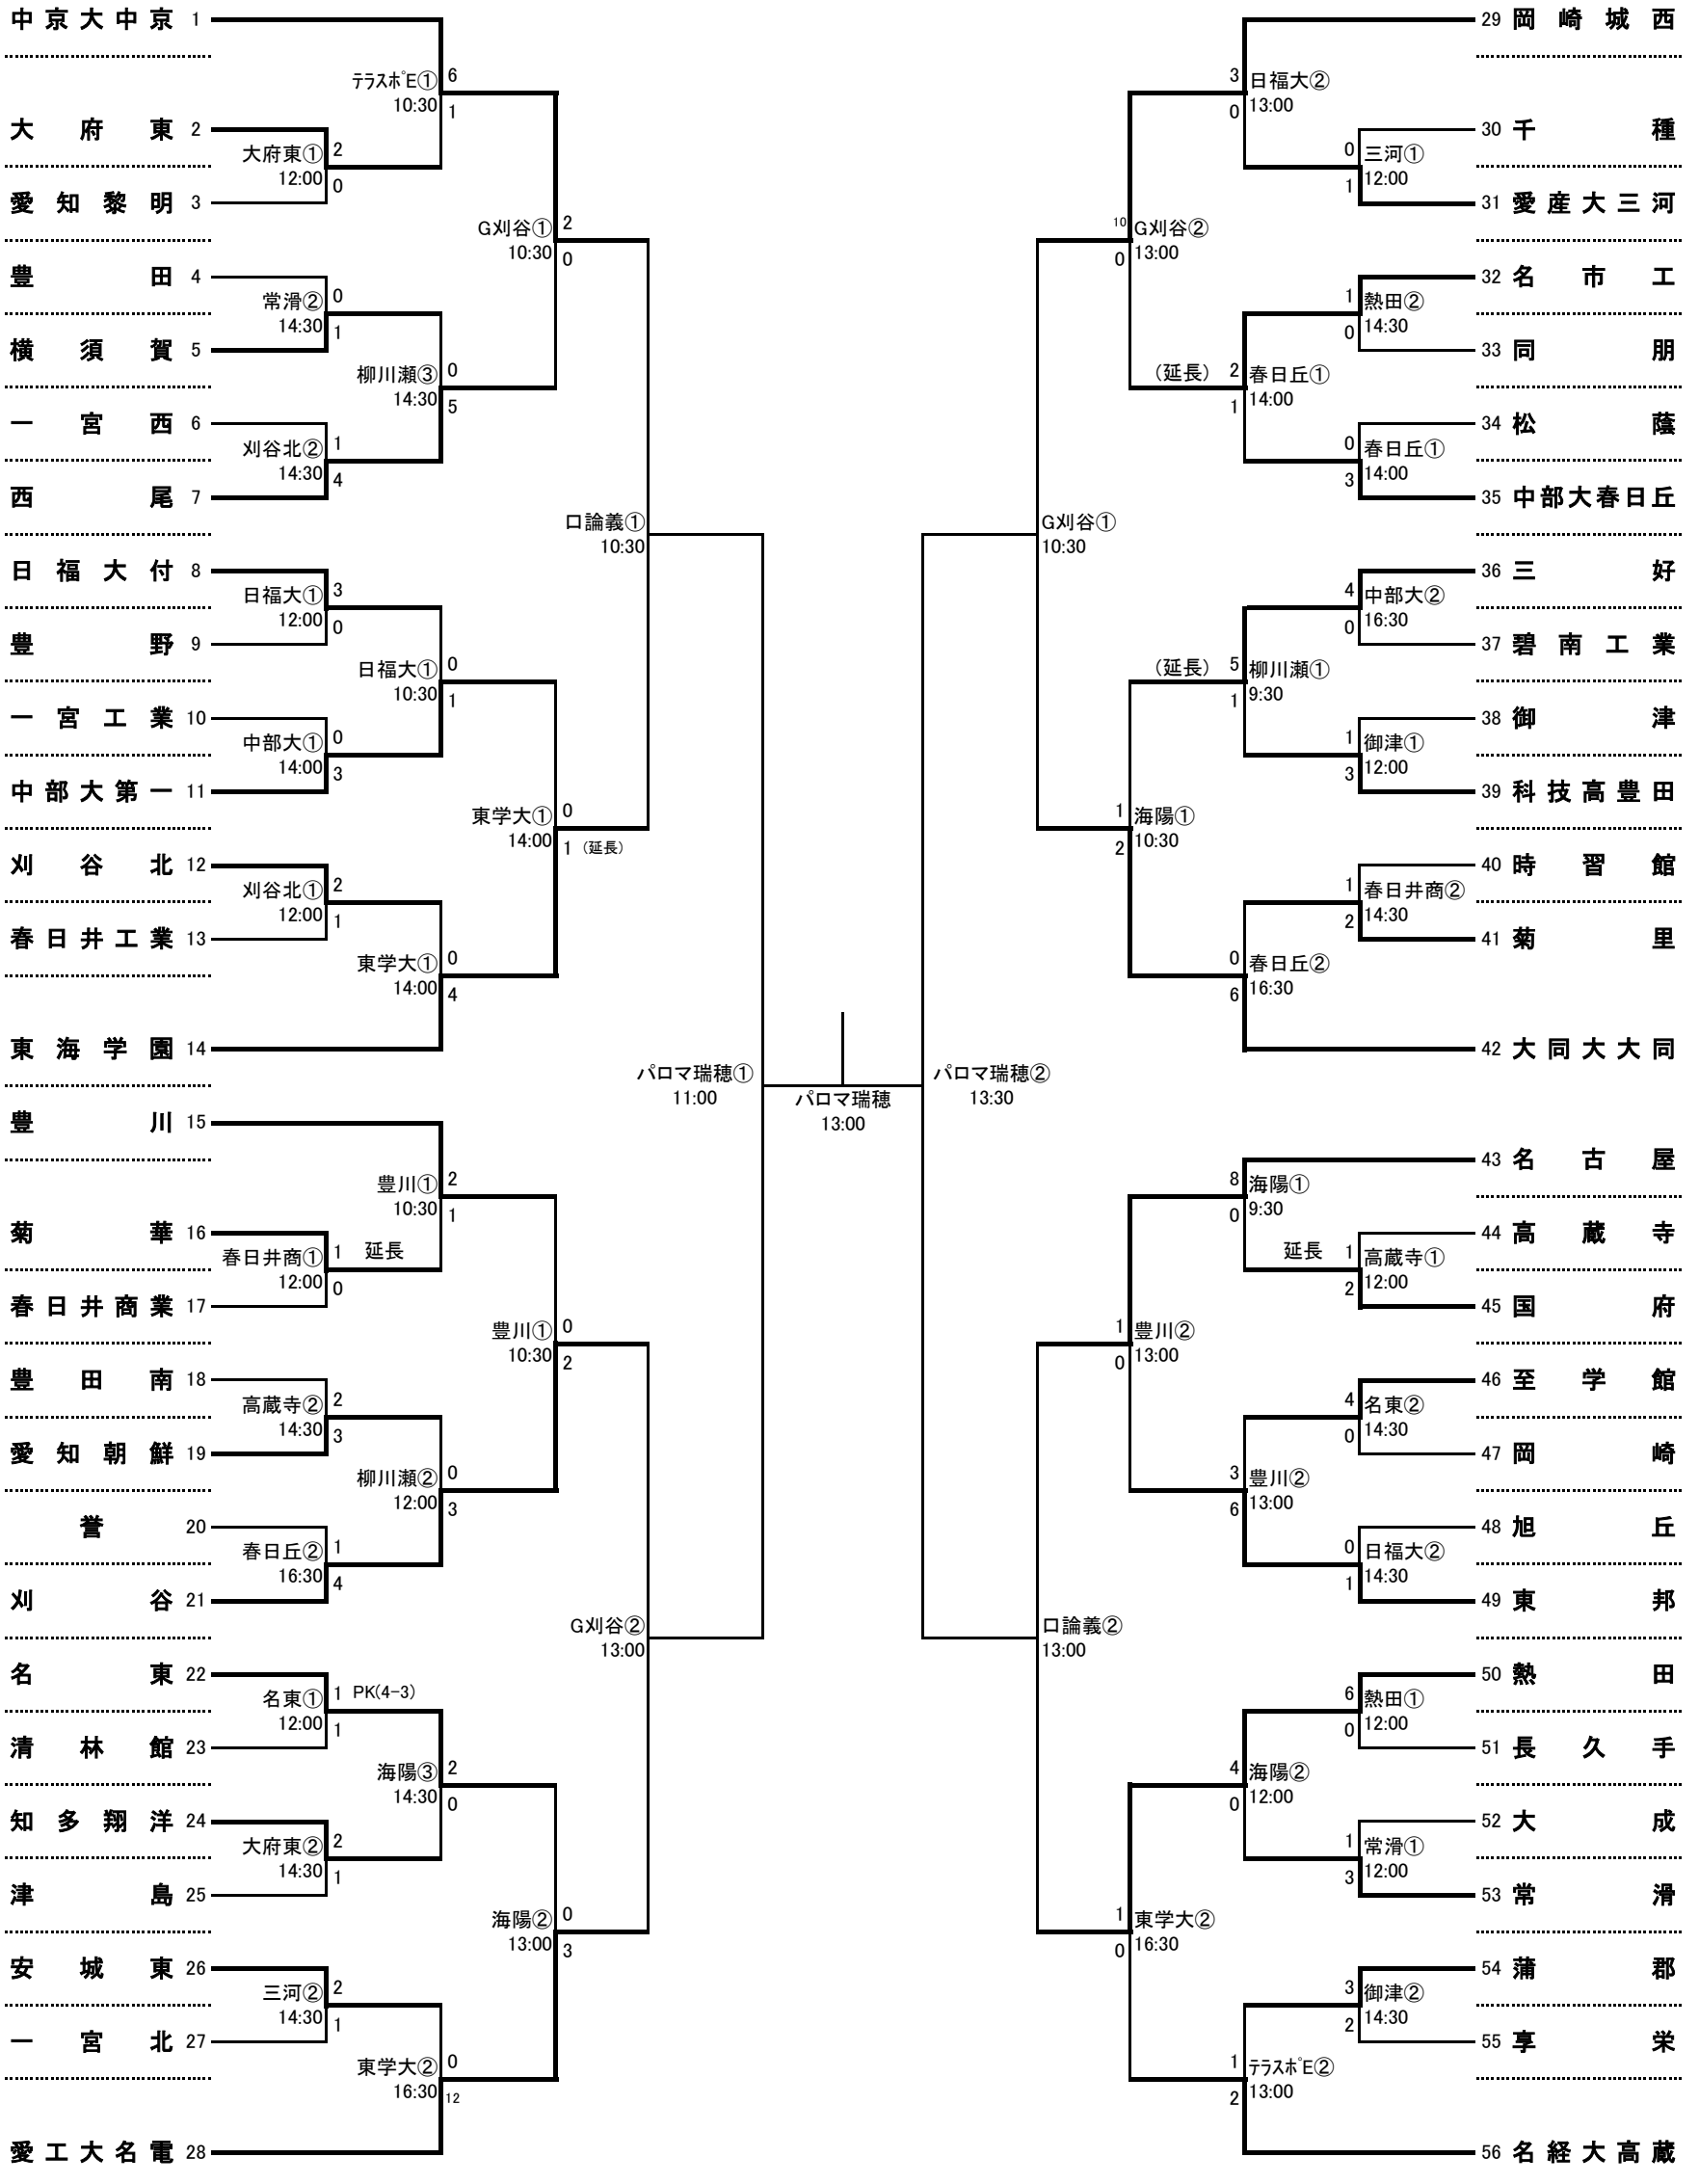 中京大中京 1
大府東 2
愛知黎明 3
豊田 4
横須賀 5
一宮西 6
西尾 7
日福大付 8
豊野 9
一宮工業 10
中部大第一 11
刈谷北 12
春日井工業 13
東海学園 14
豊川 15
菊華 16
春日井商業 17
豊田南 18
愛知朝鮮 19
誉 20
刈谷 21
名東 22
清林館 23
知多翔洋 24
津島 25
安城東 26
一宮北 27
愛工大名電 28
大府東① 2
12:00 0
常滑② 0
14:30 1
刈谷北② 1
14:30 4
日福大① 3
12:00 0
中部大① 0
14:00 3
刈谷北① 2
12:00 1
春日井商① 1 延長
12:00 0
高蔵寺② 2
14:30 3
春日丘② 1
16:30 4
名東① 1 PK(4-3)
12:00 1
大府東② 2
14:30 1
三河② 2
14:30 1
ﾃﾗｽﾎﾟE① 6
10:30 1
柳川瀬③ 0
14:30 5
日福大① 0
10:30 1
東学大① 0
14:00 4
豊川① 2
10:30 1
柳川瀬② 0
12:00 3
海陽③ 2
14:30 0
東学大② 0
16:30 12
G刈谷① 2
10:30 0
東学大① 0
14:00 1 (延長)
豊川① 0
10:30 2
海陽② 0
13:00 3
口論義①
10:30
G刈谷②
13:00
パロマ瑞穂①
11:00
パロマ瑞穂
13:00
パロマ瑞穂②
13:30
G刈谷①
10:30
口論義②
13:00
10 G刈谷②
0 13:00
1 海陽①
2 10:30
1 豊川②
0 13:00
1 東学大②
0 16:30
3 日福大②
0 13:00
(延長) 2 春日丘①
1 14:00
(延長) 5 柳川瀬①
1 9:30
0 春日丘②
6 16:30
8 海陽①
0 9:30
3 豊川②
6 13:00
4 海陽②
0 12:00
1 ﾃﾗｽﾎﾟE②
2 13:00
0 三河①
1 12:00
1 熱田②
0 14:30
0 春日丘①
3 14:00
4 中部大②
0 16:30
1 御津①
3 12:00
1 春日井商②
2 14:30
延長 1 高蔵寺①
2 12:00
4 名東②
0 14:30
0 日福大②
1 14:30
6 熱田①
0 12:00
1 常滑①
3 12:00
3 御津②
2 14:30
29 岡崎城西
30 千種
31 愛産大三河
32 名市工
33 同朋
34 松蔭
35 中部大春日丘
36 三好
37 碧南工業
38 御津
39 科技高豊田
40 時習館
41 菊里
42 大同大大同
43 名古屋
44 高蔵寺
45 国府
46 至学館
47 岡崎
48 旭丘
49 東邦
50 熱田
51 長久手
52 大成
53 常滑
54 蒲郡
55 享栄
56 名経大高蔵